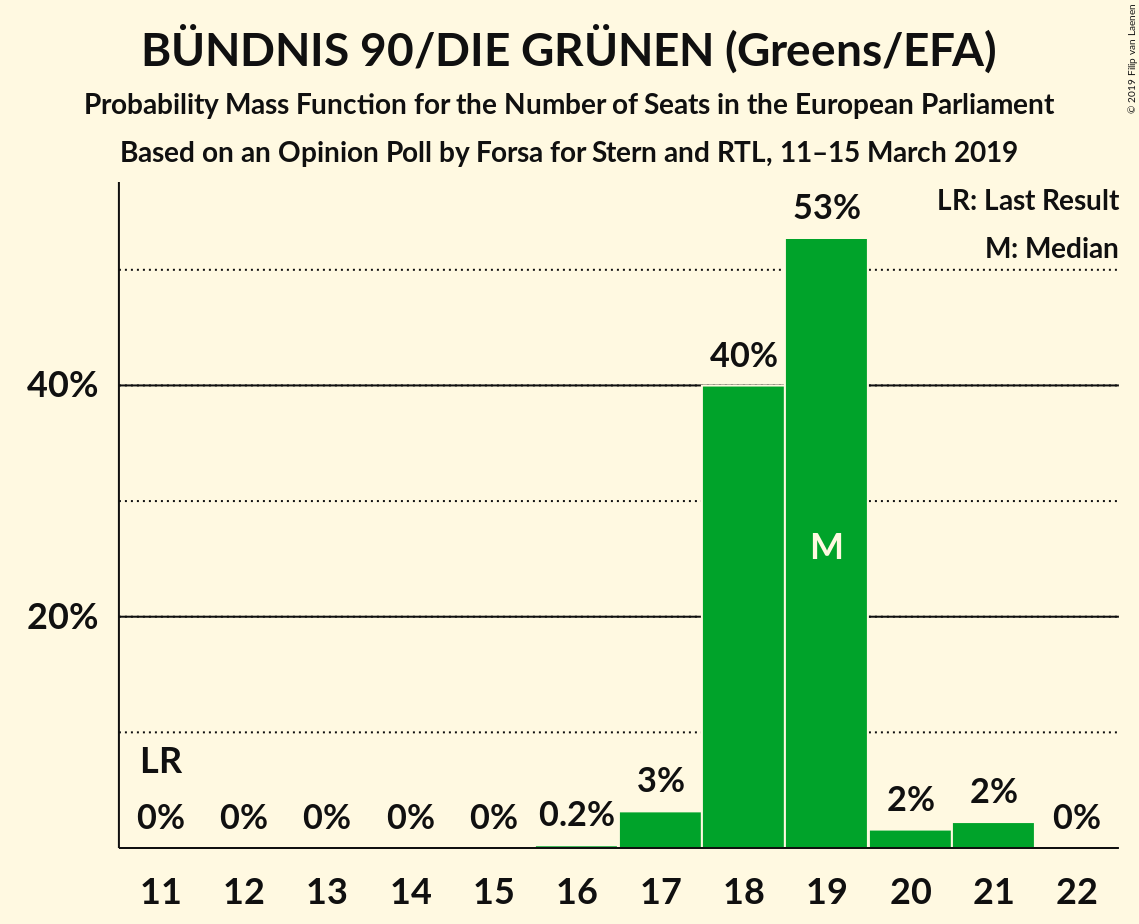 BÜNDNIS 90/DIE GRÜNEN (Greens/EFA)
Probability Mass Function for the Number of Seats in the European Parliament
Based on an Opinion Poll by Forsa for Stern and RTL, 11–15 March 2019
© 2019 Filip van Laenen
LR: Last Result
M: Median
53%
40%
40%
M
20%
LR
0% 0% 0% 0% 0% 0.2% 3% 2% 2% 0%
11 12 13 14 15 16 17 18 19 20 21 22